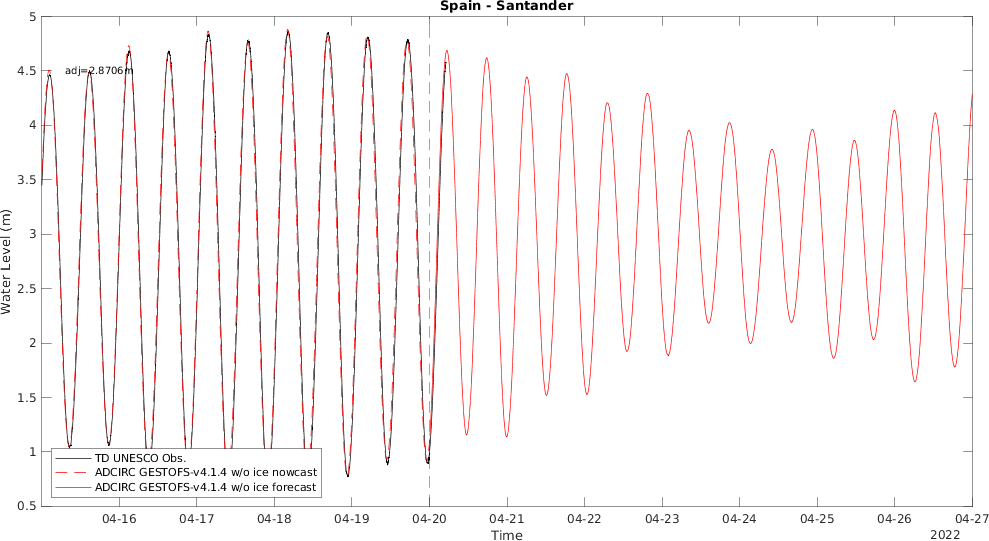 Spain - Santander
5
4.5
4
3.5
3
2.5
2
1.5
1
0.5
Water Level (m)
adj=2.8706m
TD UNESCO Obs.
ADCIRC GESTOFS-v4.1.4 w/o ice nowcast
ADCIRC GESTOFS-v4.1.4 w/o ice forecast
04-16 04-17 04-18 04-19 04-20 04-21 04-22 04-23 04-24 04-25 04-26 04-27
Time
2022